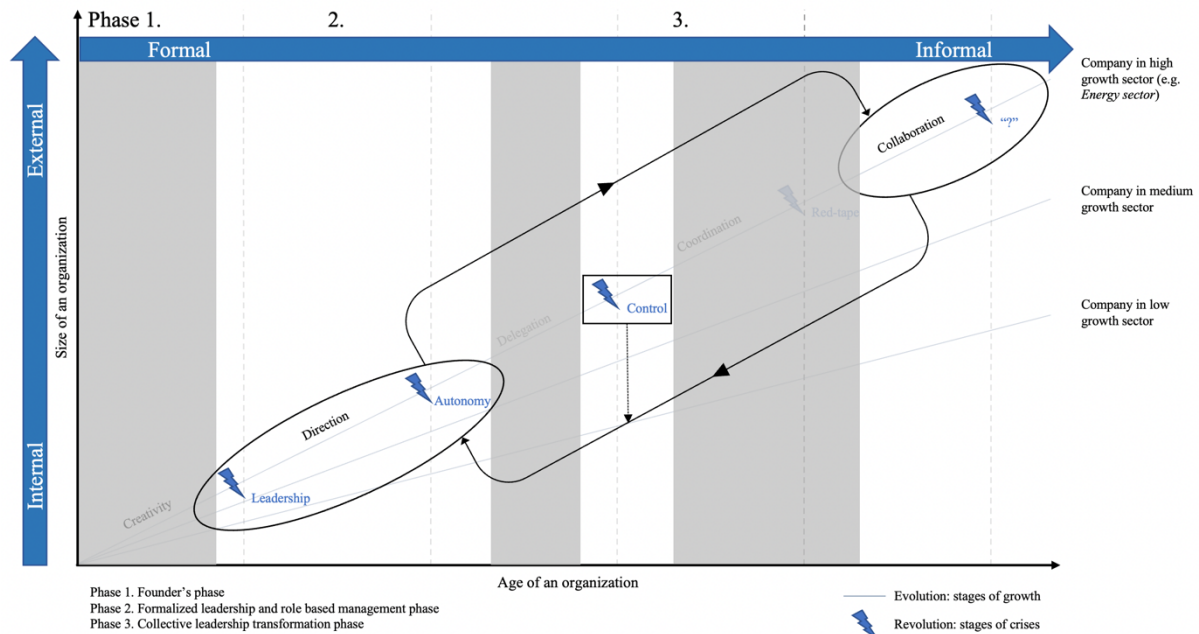 Phase 1.
2.
3.
Formal
Informal
External
Internal
Size of an organization
Company in high
growth sector (e.g.
Energy sector)
Company in medium
growth sector
Company in low
growth sector
"?"
Collaboration
Red-tape
Coordination
Control
Delegation
Autonomy
Direction
Leadership
Creativity
Age of an organization
Phase 1. Founder's phase
Phase 2. Formalized leadership and role based management phase
Phase 3. Collective leadership transformation phase
Evolution: stages of growth
Revolution: stages of crises